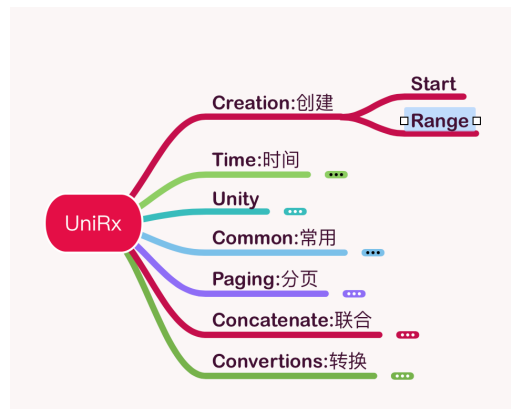 Start
Creation:创建
Range
Time:时间
Unity
UniRx
Common:常用
Paging:分页
Concatenate:联合
Convertions:转换